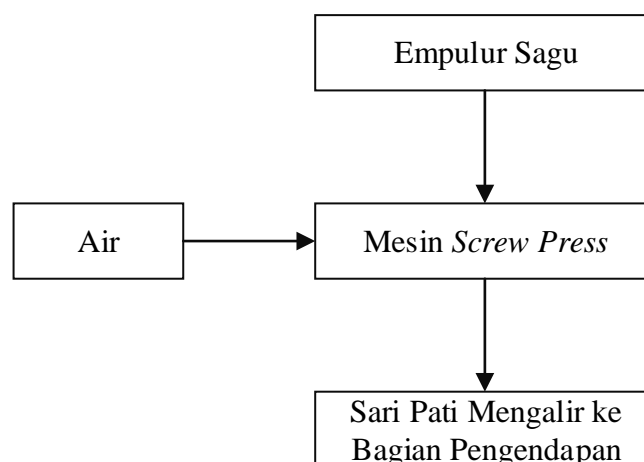 Empulur Sagu
Air
Mesin Screw Press
Sari Pati Mengalir ke
Bagian Pengendapan